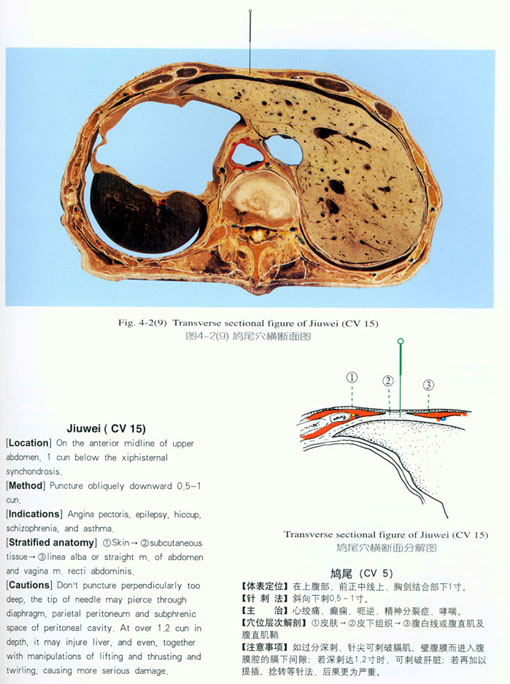 Fig. 4-2(9) Transverse sectional figure of Jiuwei (CV 15)
图4-2(9) 鸠尾穴横断面图
① ② ③
Transverse sectional figure of Jiuwei (CV 15)
鸠尾穴横断面分解图
Jiuwei ( CV 15)
[Location] On the anterior midline of upper
abdomen, 1 cun below the xiphisternal
synchondrosis.
[Method] Puncture obliquely downward 0.5-1
cun.
[Indications] Angina pectoris, epilepsy, hiccup,
schizophrenia, and asthma.
[Stratified anatomy] ①Skin→②subcutaneous
tissue→③linea alba or straight m. of abdomen
and vagina m. recti abdominis.
[Cautions] Don't puncture perpendicularly too
deep, the tip of needle may pierce through
diaphragm, parietal peritoneum and subphrenic
space of peritoneal cavity. At over 1.2 cun in
depth, it may injure liver, and even, together
with manipulations of lifting and thrusting and
twirling, causing more serious damage.
鸠尾 (CV 5)
【体表定位】在上腹部，前正中线上，胸剑结合部下1寸。
【针 刺 法】斜向下刺0.5~1寸。
【主　　治】心绞痛、癫痫、呃逆、精神分裂症、哮喘。
【穴位层次解剖】①皮肤→②皮下组织→③腹白线或腹直肌及
腹直肌鞘
【注意事项】如过分深刺，针尖可刺破膈肌、壁腹膜而进入腹
膜腔的膈下间隙；若深刺达1.2寸时，可刺破肝脏；若再加以
提插、捻转等针法，后果更为严重。